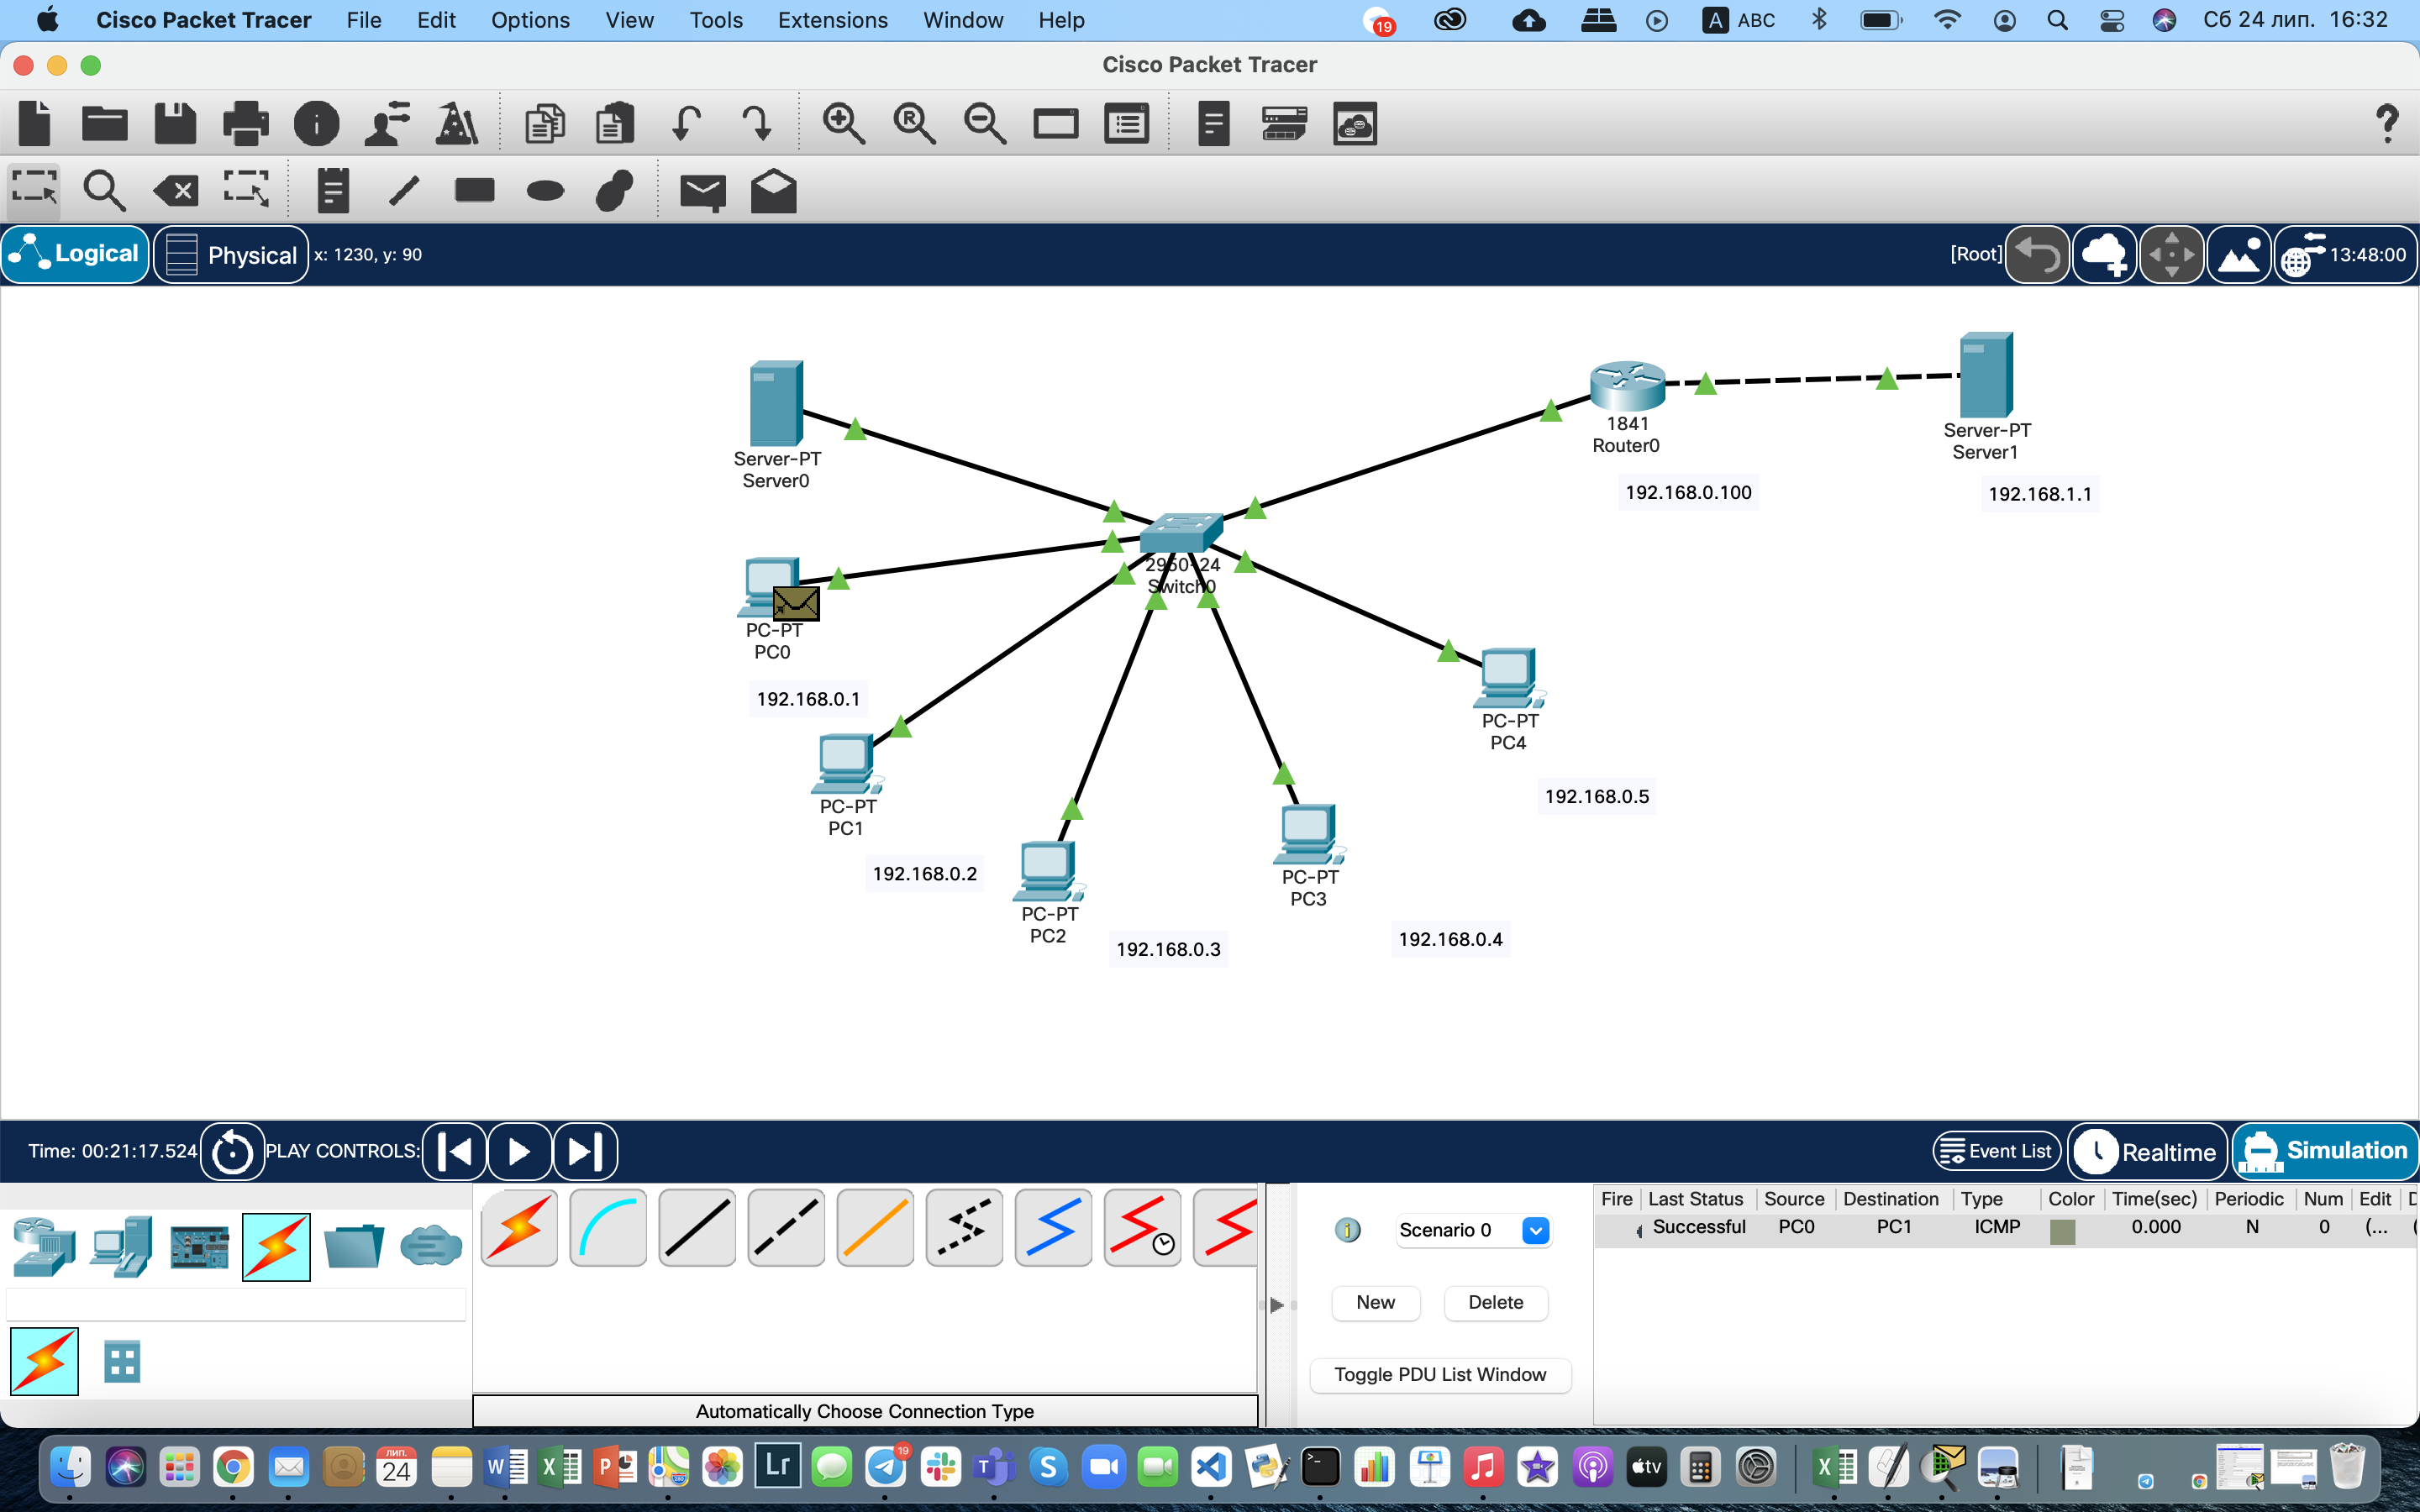 Cisco Packet Tracer File Edit Options View Tools Extensions Window Help 19 A ABC Сб 24 лип. 16:32
Cisco Packet Tracer
Logical Physical x: 1230, y: 90 [Root] 13:48:00
Server-PT
Server0
1841
Router0
192.168.0.100
Server-PT
Server1
192.168.1.1
2950-24
Switch0
PC-PT
PC0
192.168.0.1
PC-PT
PC1
192.168.0.2
PC-PT
PC2
192.168.0.3
PC-PT
PC3
192.168.0.4
PC-PT
PC4
192.168.0.5
Time: 00:21:17.524 PLAY CONTROLS: Event List Realtime Simulation
Scenario 0
New Delete
Toggle PDU List Window
Fire Last Status Source Destination Type Color Time(sec) Periodic Num Edit D
Successful PC0 PC1 ICMP 0.000 N 0 (... (
Automatically Choose Connection Type
ЛИП.
24
W X P Lr 19 T S tv X